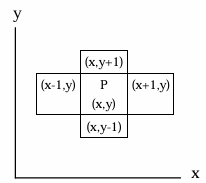 y
(x,y+1)
(x-1,y) P (x+1,y)
(x,y)
(x,y-1)
x